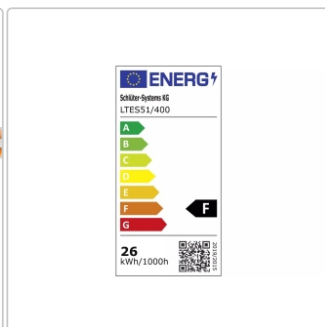 ENERG
Schlüter-Systems KG
LTES51/400
A
B
C
D
E
F
F
G
26
kWh/1000h
2019/2015